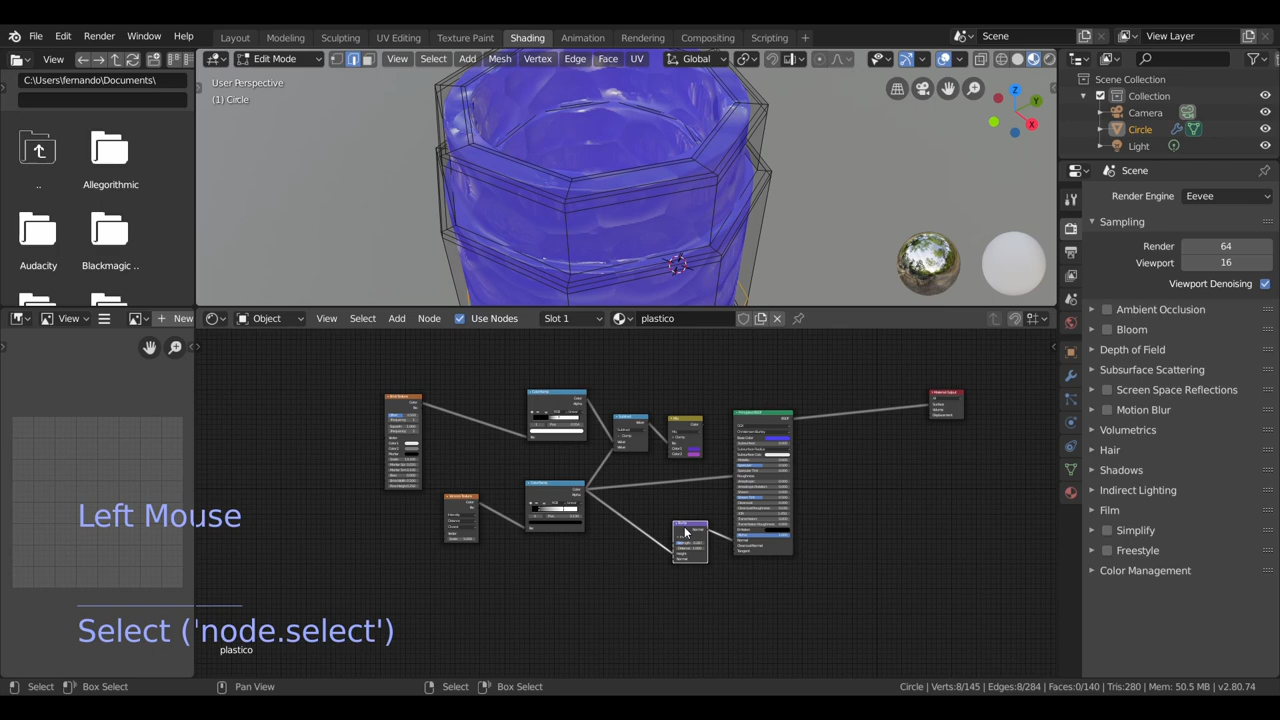 File Edit Render Window Help
Layout Modeling Sculpting UV Editing Texture Paint Shading Animation Rendering Compositing Scripting +
Scene View Layer
View
Edit Mode View Select Add Mesh Vertex Edge Face UV Global
C:\Users\fernando\Documents\
User Perspective
(1) Circle
Z
Y
X
.. Allegorithmic
Audacity Blackmagic ..
Scene Collection
Collection
Camera
Circle
Light
Scene
Render Engine Eevee
Sampling
Render 64
Viewport 16
Viewport Denoising
Ambient Occlusion
Bloom
Depth of Field
Subsurface Scattering
Screen Space Reflections
Motion Blur
Volumetrics
Hair
Shadows
Indirect Lighting
Film
Simplify
Freestyle
Color Management
View New
Object View Select Add Node Use Nodes Slot 1 plastico
Left Mouse
Select ('node.select')
plastico
Select Box Select Pan View Select Box Select
Circle | Verts:8/145 | Edges:8/284 | Faces:0/140 | Tris:280 | Mem: 50.5 MB | v2.80.74